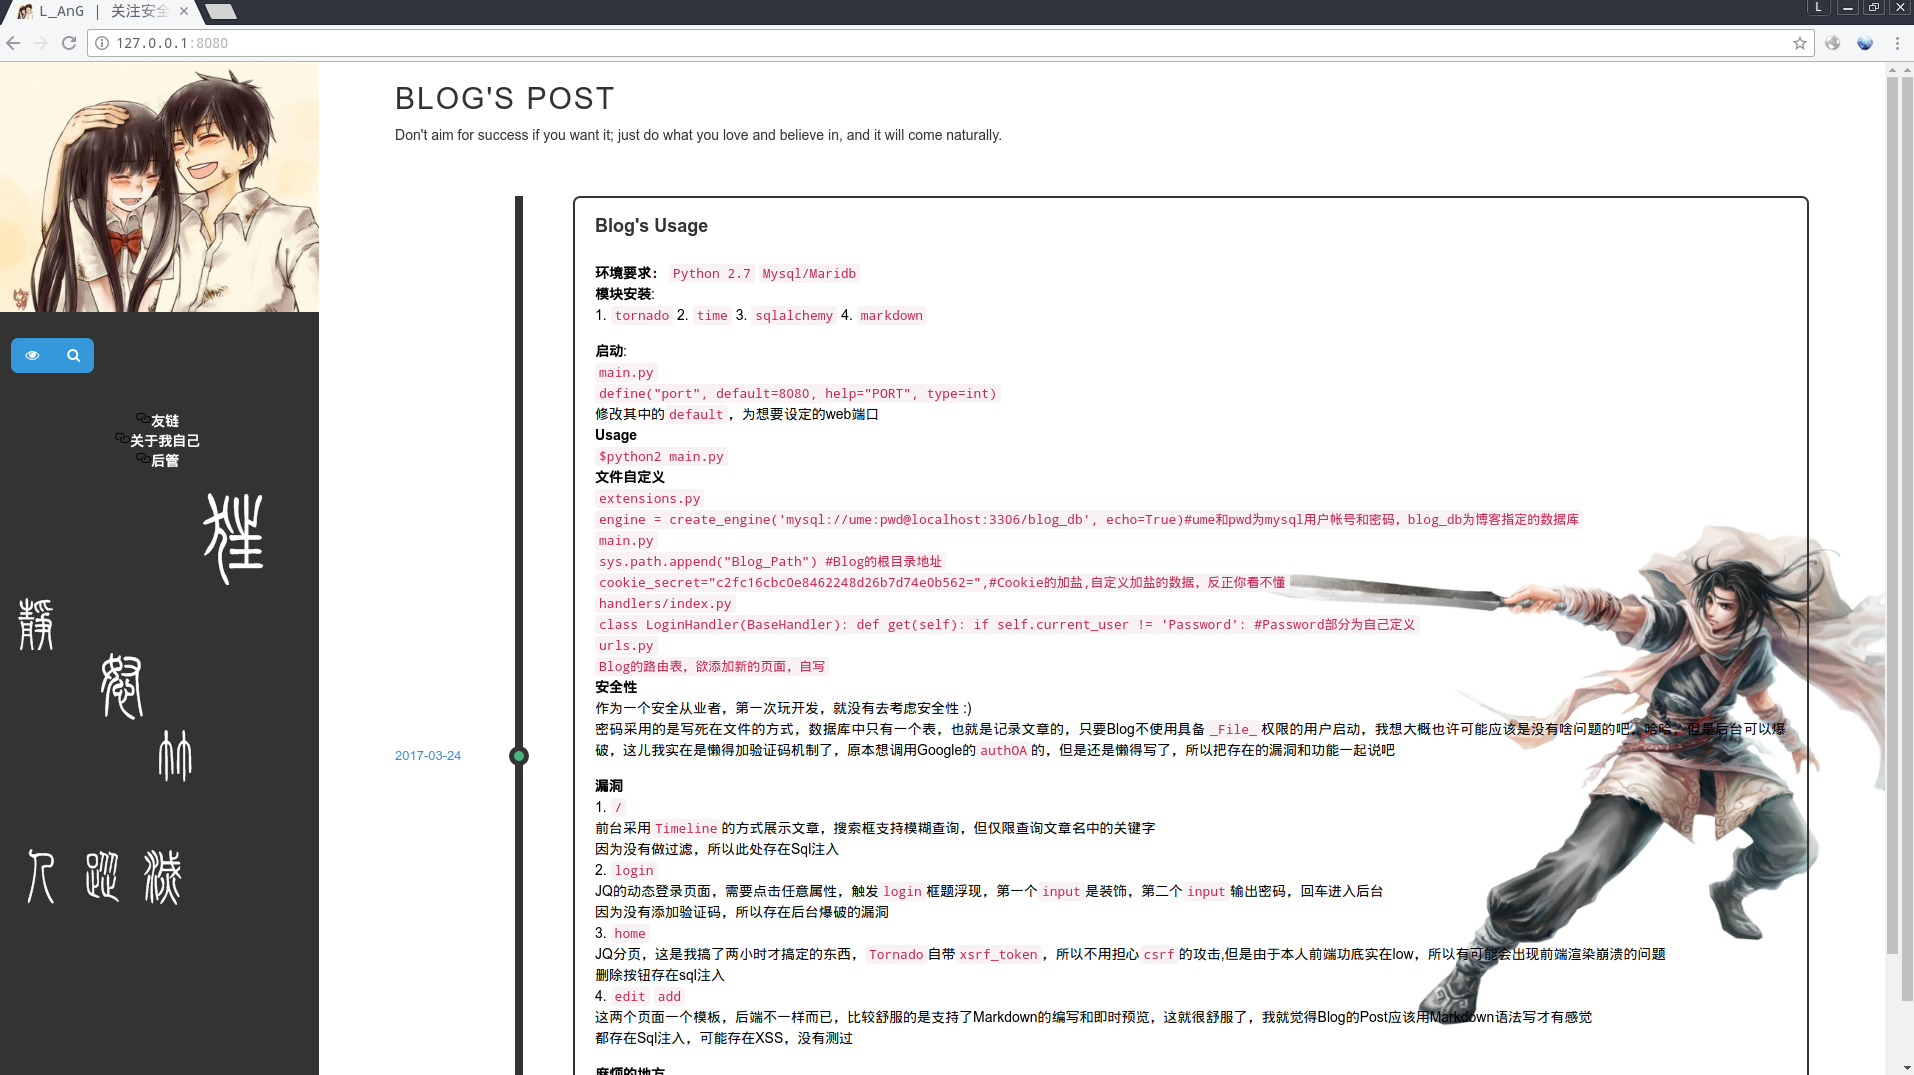 L_AnG | 关注安全
L
127.0.0.1:8080
BLOG'S POST
Don't aim for success if you want it; just do what you love and believe in, and it will come naturally.
友链
关于我自己
后管
静
怒
林
2017-03-24
Blog's Usage
环境要求： Python 2.7 Mysql/Maridb
模块安装:
1. tornado 2. time 3. sqlalchemy 4. markdown
启动:
main.py
define("port", default=8080, help="PORT", type=int)
修改其中的 default ，为想要设定的web端口
Usage
$python2 main.py
文件自定义
extensions.py
engine = create_engine('mysql://ume:pwd@localhost:3306/blog_db', echo=True)#ume和pwd为mysql用户帐号和密码，blog_db为博客指定的数据库
main.py
sys.path.append("Blog_Path") #Blog的根目录地址
cookie_secret="c2fc16cbc0e8462248d26b7d74e0b562=",#Cookie的加盐,自定义加盐的数据，反正你看不懂
handlers/index.py
class LoginHandler(BaseHandler): def get(self): if self.current_user != 'Password': #Password部分为自己定义
urls.py
Blog的路由表，欲添加新的页面，自写
安全性
作为一个安全从业者，第一次玩开发，就没有去考虑安全性 :)
密码采用的是写死在文件的方式，数据库中只有一个表，也就是记录文章的，只要Blog不使用具备 _File_ 权限的用户启动，我想大概也许可能应该是没有啥问题的吧，哈哈，但是后台可以爆
破，这儿我实在是懒得加验证码机制了，原本想调用Google的 authOA 的，但是还是懒得写了，所以把存在的漏洞和功能一起说吧
漏洞
1. /
前台采用 Timeline 的方式展示文章，搜索框支持模糊查询，但仅限查询文章名中的关键字
因为没有做过滤，所以此处存在Sql注入
2. login
JQ的动态登录页面，需要点击任意属性，触发 login 框题浮现，第一个 input 是装饰，第二个 input 输出密码，回车进入后台
因为没有添加验证码，所以存在后台爆破的漏洞
3. home
JQ分页，这是我搞了两小时才搞定的东西， Tornado 自带 xsrf_token ，所以不用担心 csrf 的攻击,但是由于本人前端功底实在low，所以有可能会出现前端渲染崩溃的问题
删除按钮存在sql注入
4. edit add
这两个页面一个模板，后端不一样而已，比较舒服的是支持了Markdown的编写和即时预览，这就很舒服了，我就觉得Blog的Post应该用Markdown语法写才有感觉
都存在Sql注入，可能存在XSS，没有测过
麻烦的地方